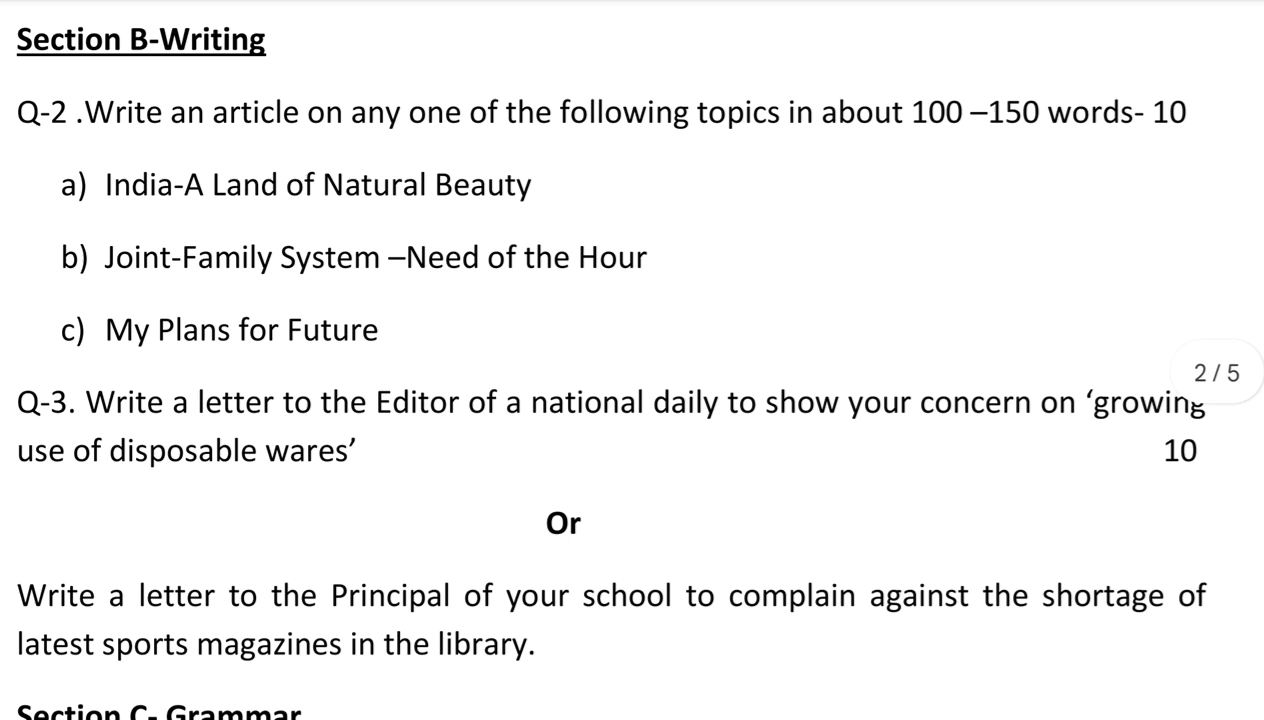 Section B-Writing
Q-2 .Write an article on any one of the following topics in about 100 –150 words- 10
a) India-A Land of Natural Beauty
b) Joint-Family System –Need of the Hour
c) My Plans for Future
2 / 5
Q-3. Write a letter to the Editor of a national daily to show your concern on ‘growing
use of disposable wares’ 10
Or
Write a letter to the Principal of your school to complain against the shortage of
latest sports magazines in the library.
Section C- Grammar